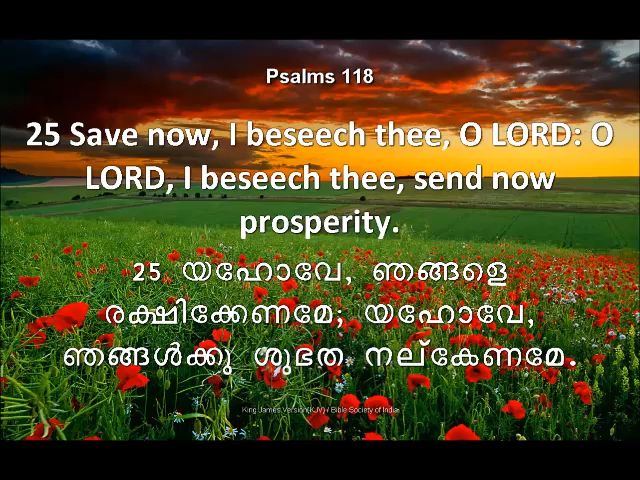 Psalms 118
25 Save now, I beseech thee, O LORD: O
LORD, I beseech thee, send now
prosperity.
25 യഹോവേ, ഞങ്ങളെ
രക്ഷിക്കേണമേ; യഹോവേ,
ഞങ്ങൾക്കു ശുഭത നല്കേണമേ.
King James Version(KJV) / Bible Society of India